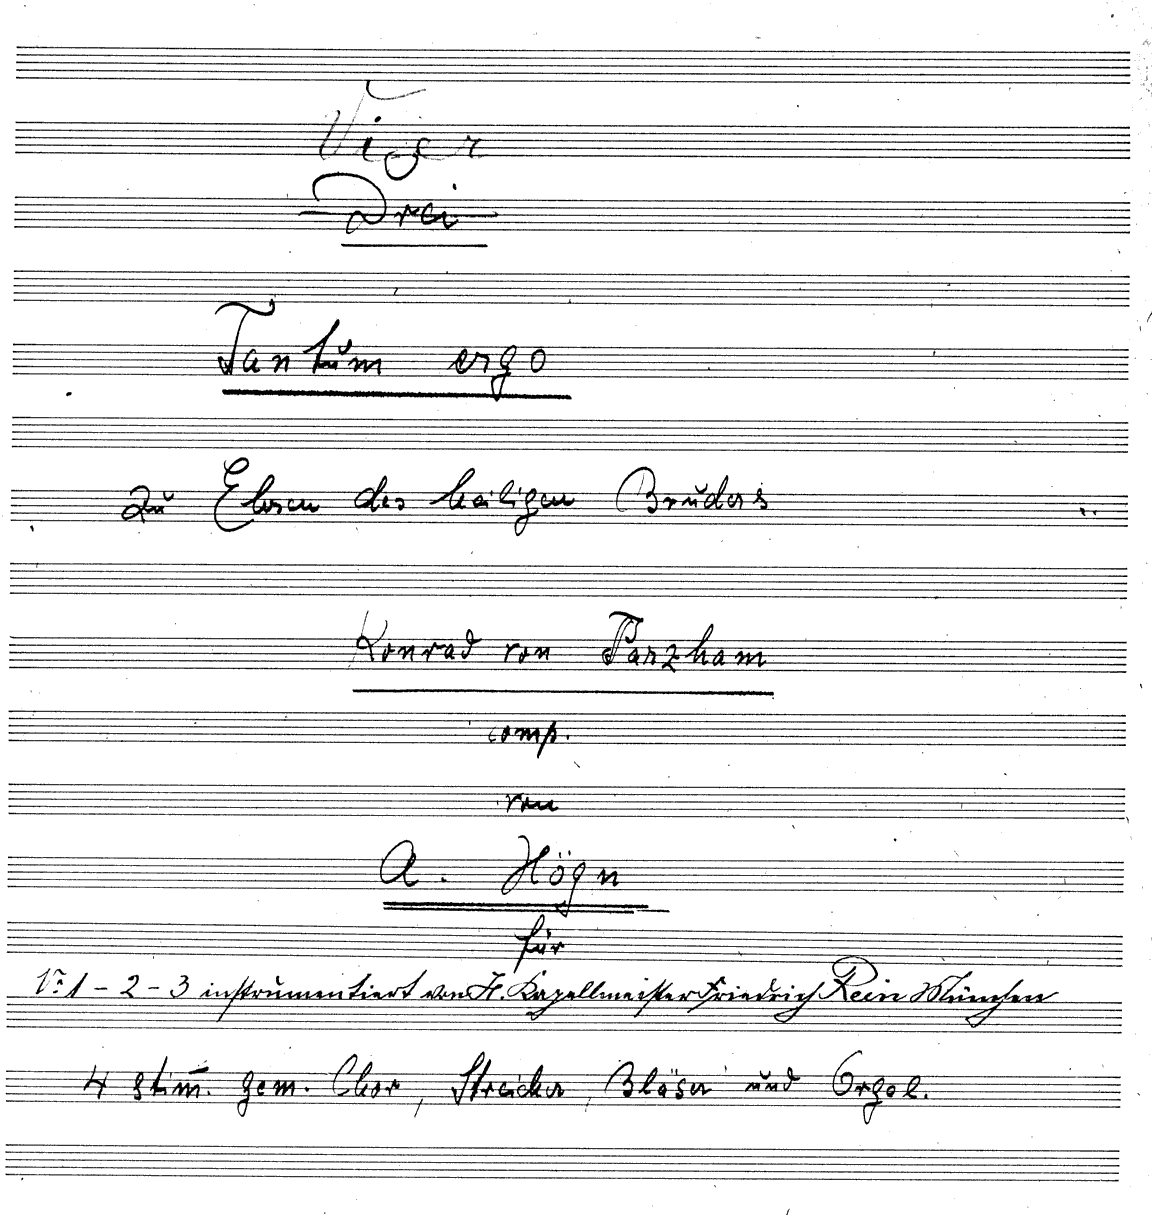 Vier
Drei
Tantum ergo
zu Ehren des heiligen Bruders
Konrad von Parzham
comp.
von
A. Högn
für
No 1 - 2 - 3 instrumentiert von H. Kapellmeister Friedrich Rein München
4 stim̅. gem. Chor, Streicher, Bläser und Orgel.